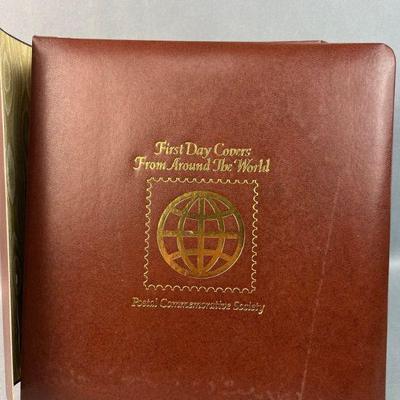 First Day Covers
From Around The World
Postal Commemorative Society